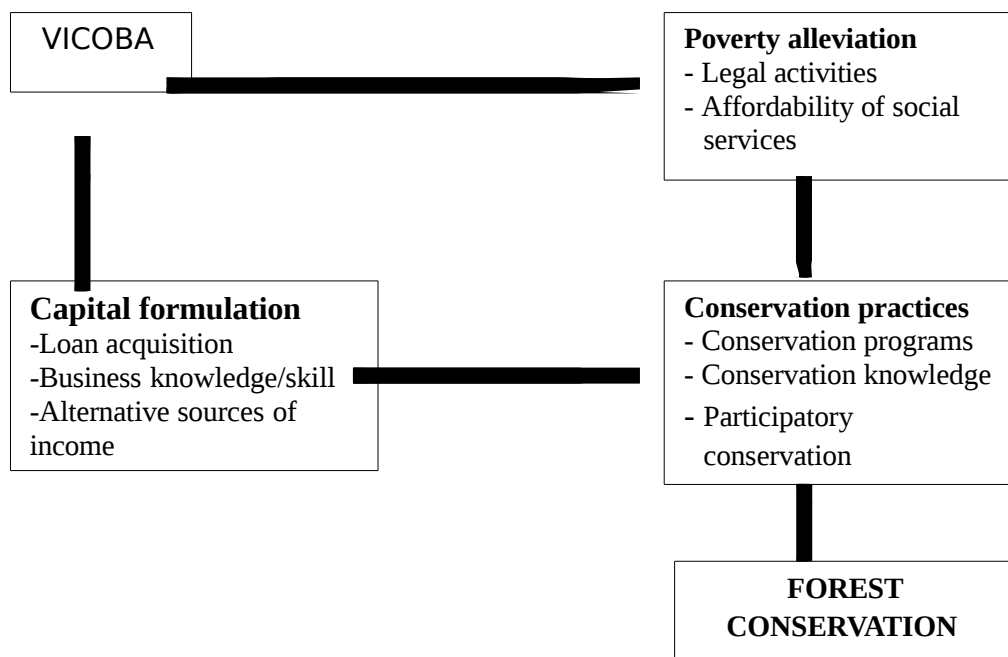 VICOBA
Poverty alleviation
- Legal activities
- Affordability of social
services
Capital formulation
-Loan acquisition
-Business knowledge/skill
-Alternative sources of
income
Conservation practices
- Conservation programs
- Conservation knowledge
- Participatory
conservation
FOREST
CONSERVATION